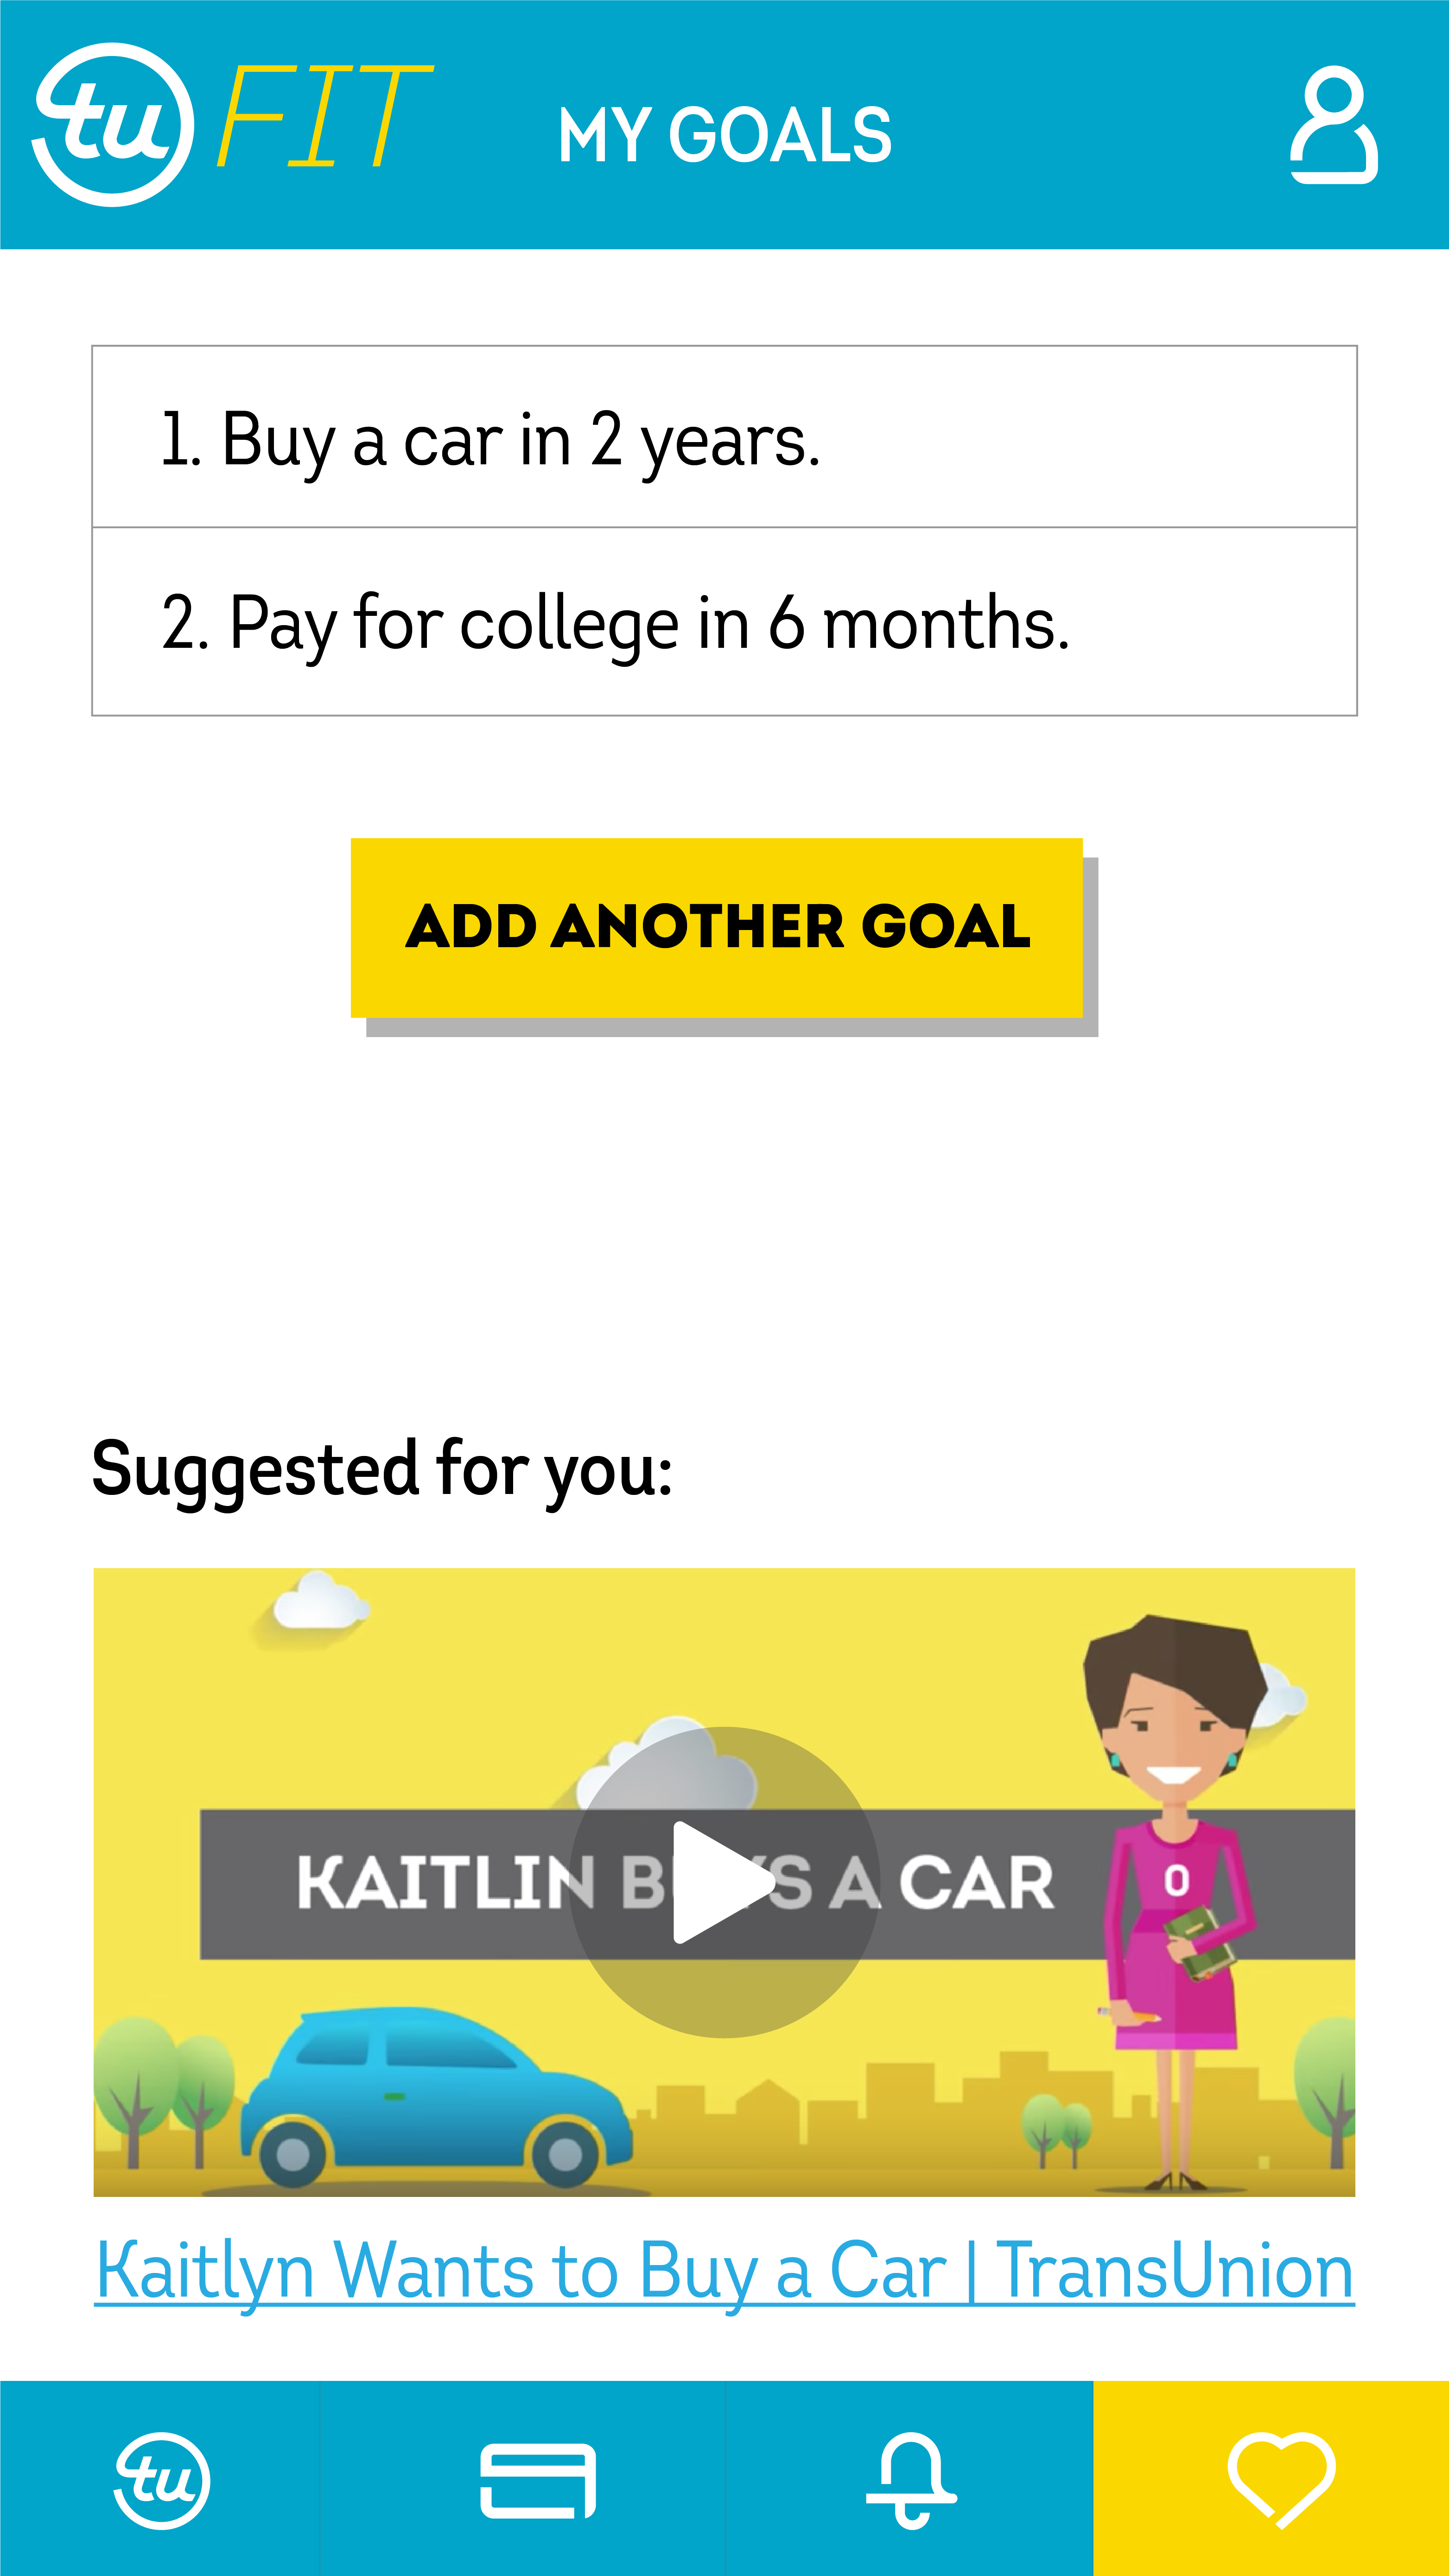 tu FIT
MY GOALS
1. Buy a car in 2 years.
2. Pay for college in 6 months.
ADD ANOTHER GOAL
Suggested for you:
KAITLIN BUYS A CAR
0
Kaitlyn Wants to Buy a Car | TransUnion
tu